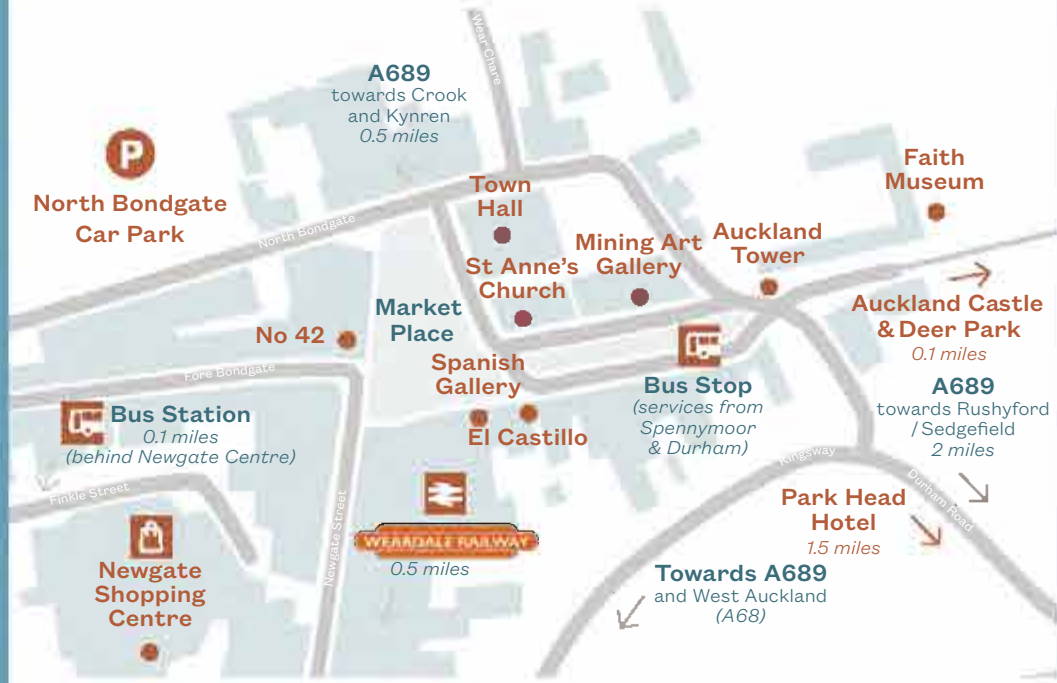 Wear Chare
A689
towards Crook
and Kynren
0.5 miles
P
North Bondgate
Car Park
North Bondgate
Town
Hall
Faith
Museum
Mining Art
Gallery
Auckland
Tower
St Anne's
Church
Market
Place
No 42
Auckland Castle
& Deer Park
0.1 miles
Spanish
Gallery
El Castillo
Fore Bondgate
Bus Stop
(services from
Spennymoor
& Durham)
A689
towards Rushyford
/ Sedgefield
2 miles
Bus Station
0.1 miles
(behind Newgate Centre)
Kingsway
Durham Road
Finkle Street
Newgate Street
Park Head
Hotel
1.5 miles
WEARDALE RAILWAY
0.5 miles
Newgate
Shopping
Centre
Towards A689
and West Auckland
(A68)